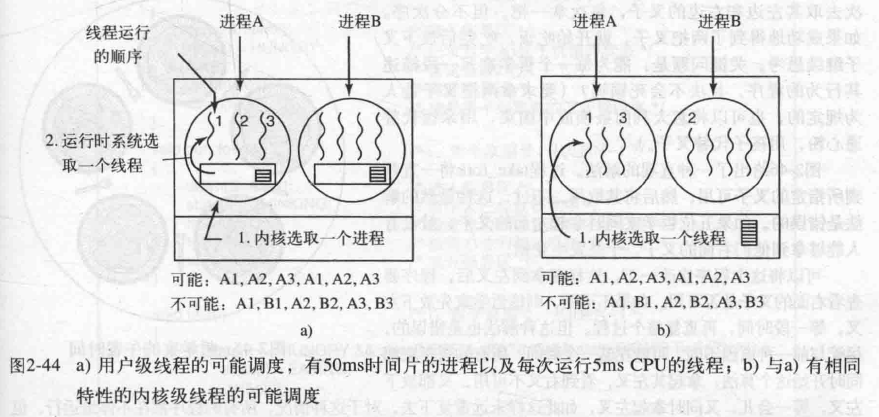 进程A 进程B
线程运行
的顺序
1 2 3
2. 运行时系统选
取一个线程
1. 内核选取一个进程
可能：A1, A2, A3, A1, A2, A3
不可能：A1, B1, A2, B2, A3, B3
a)
进程A 进程B
1 3 2
1. 内核选取一个线程
可能：A1, A2, A3, A1, A2, A3
不可能：A1, B1, A2, B2, A3, B3
b)
图2-44 a) 用户级线程的可能调度，有50ms时间片的进程以及每次运行5ms CPU的线程；b) 与a) 有相同
特性的内核级线程的可能调度